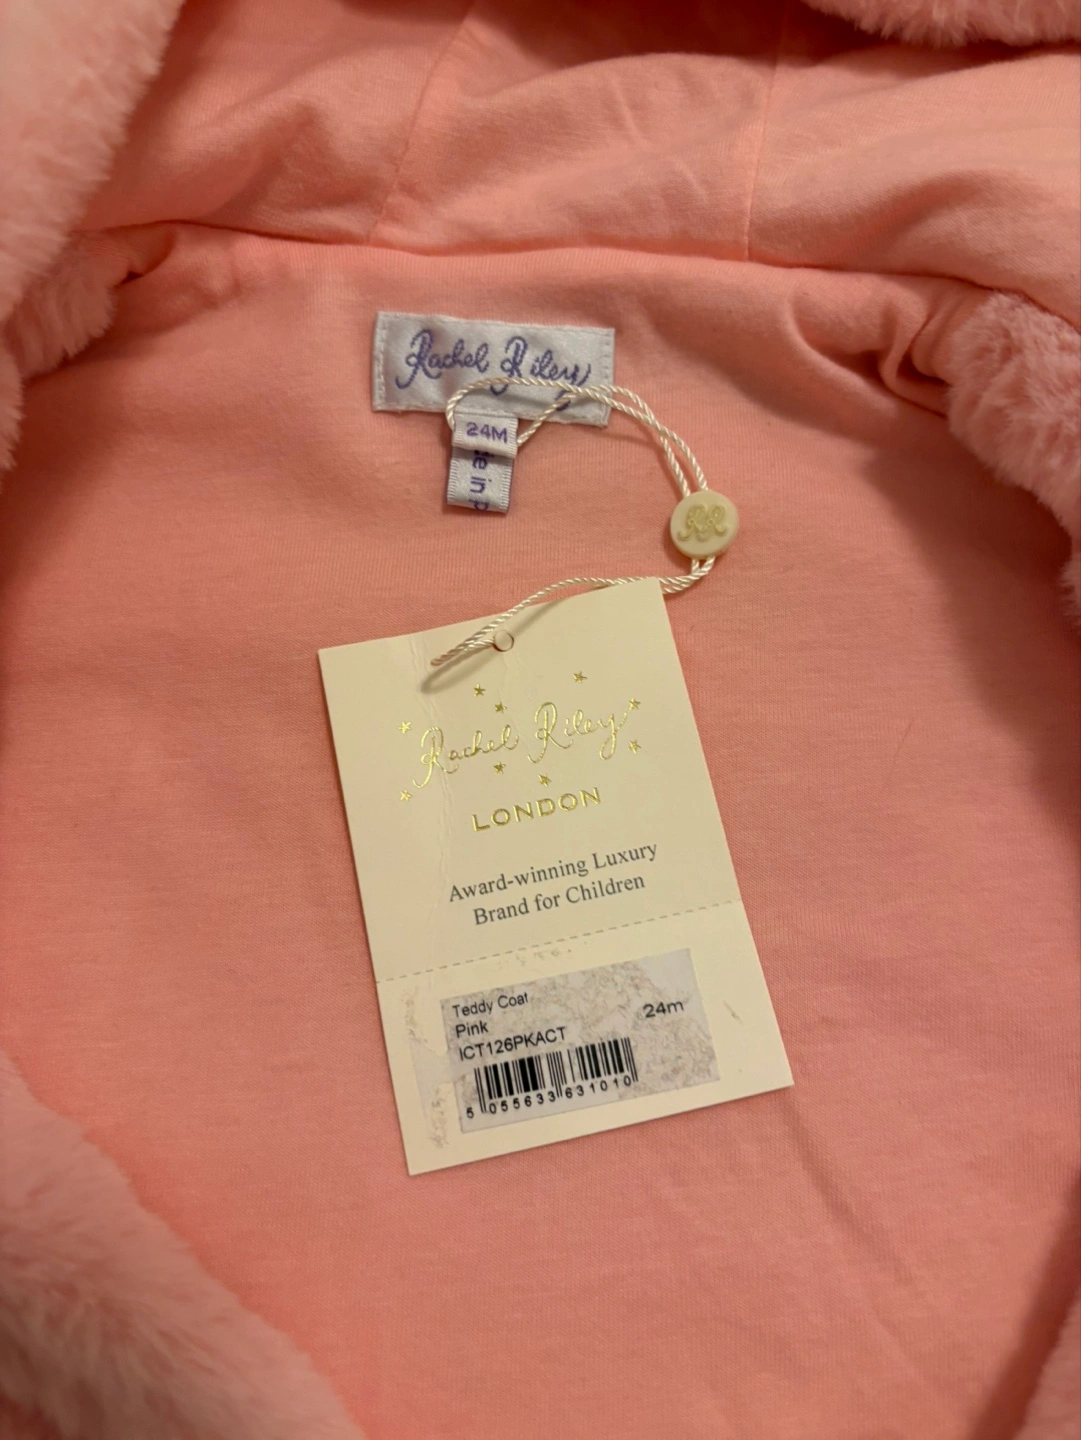 Rachel Riley
24M
RR
Rachel Riley
LONDON
Award-winning Luxury
Brand for Children
Teddy Coat
Pink
24m
ICT126PKACT
5 055633 631010